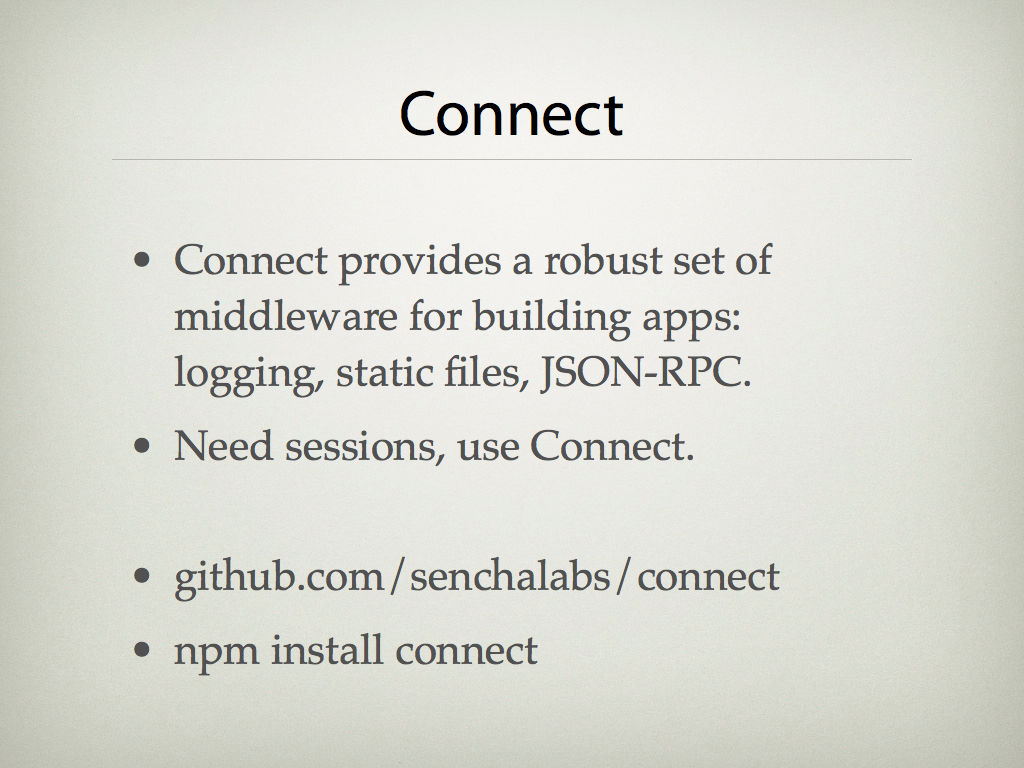 Connect
• Connect provides a robust set of
middleware for building apps:
logging, static files, JSON-RPC.
• Need sessions, use Connect.
• github.com/senchalabs/connect
• npm install connect